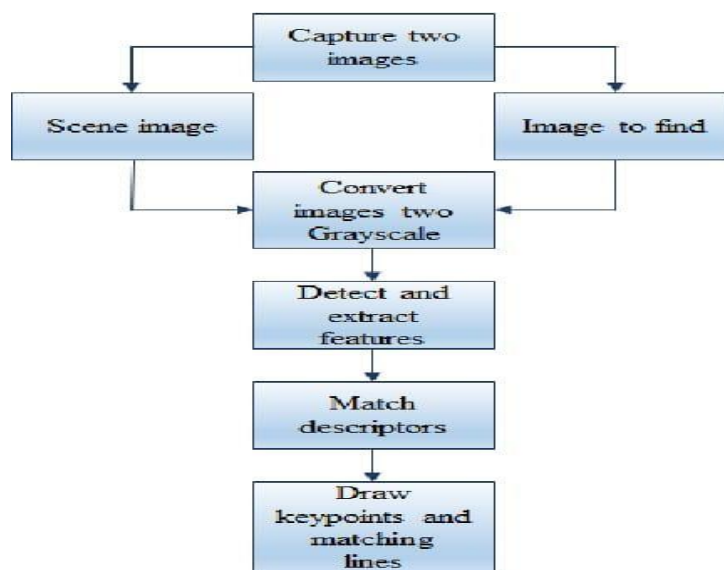 Capture two
images
Scene image
Image to find
Convert
images two
Grayscale
Detect and
extract
features
Match
descriptors
Draw
keypoints and
matching
lines